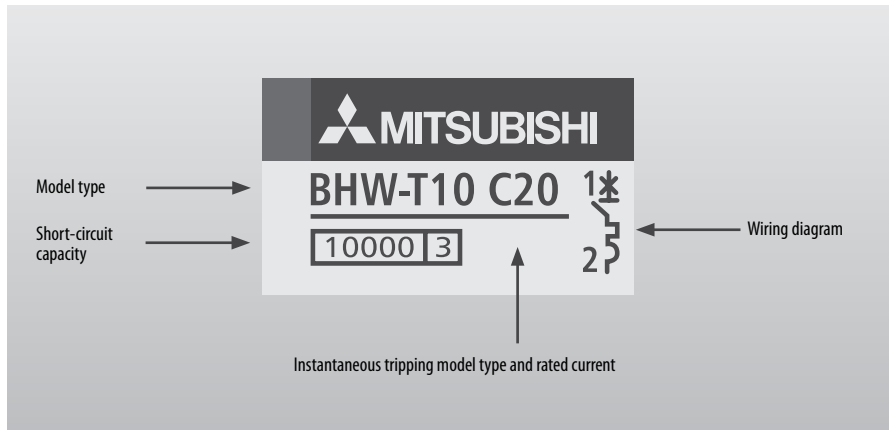 MITSUBISHI
Model type
BHW-T10 C20
1
Short-circuit
capacity
10000 3
2
Wiring diagram
Instantaneous tripping model type and rated current